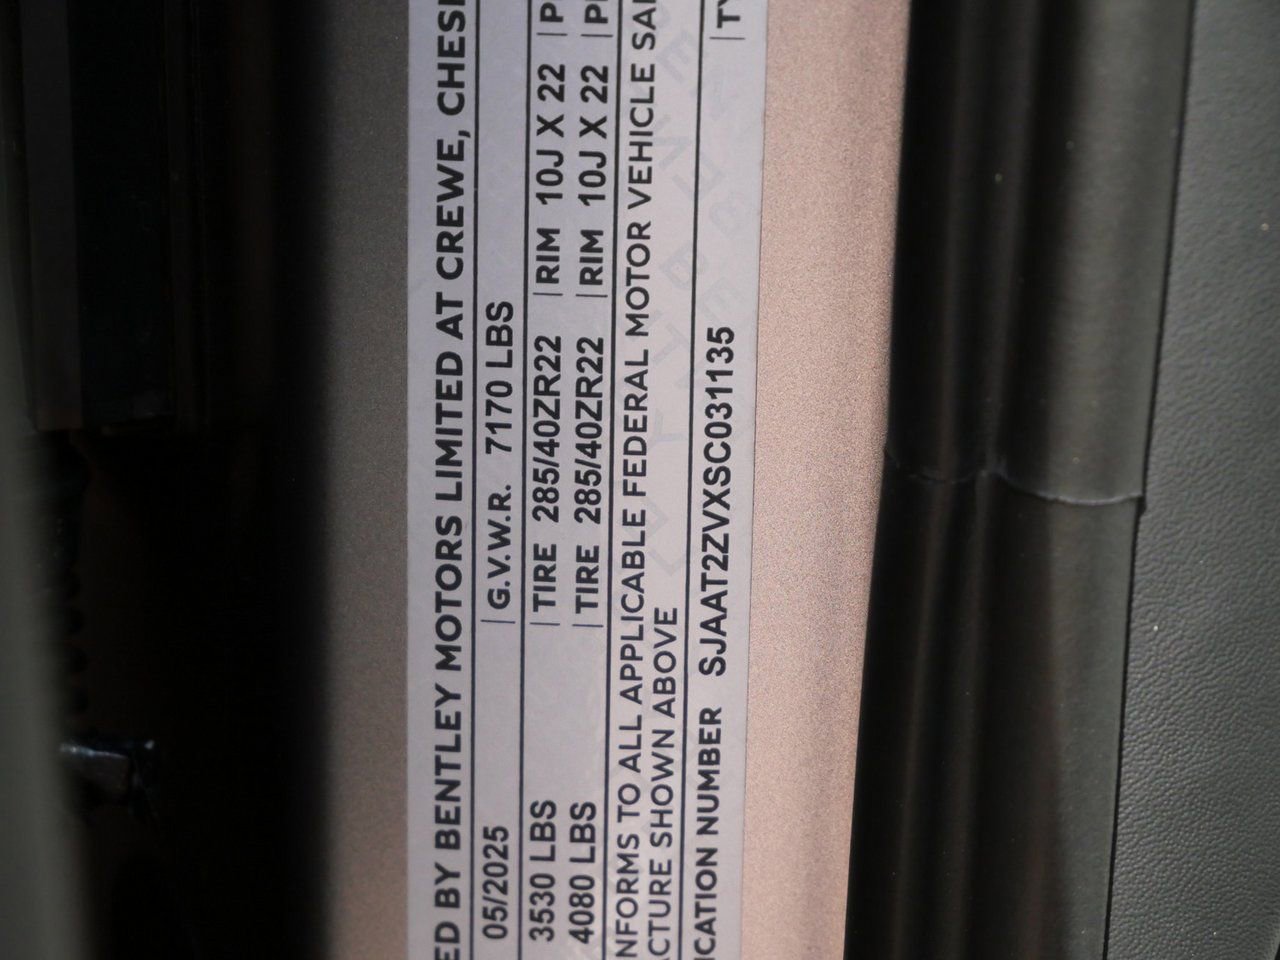 ED BY BENTLEY MOTORS LIMITED AT CREWE, CHES
05/2025 | G.V.W.R. 7170 LBS
3530 LBS | TIRE 285/40ZR22 | RIM 10J X 22 | P
4080 LBS | TIRE 285/40ZR22 | RIM 10J X 22 | P
NFORMS TO ALL APPLICABLE FEDERAL MOTOR VEHICLE SA
ACTURE SHOWN ABOVE
ICATION NUMBER SJAAT2ZVXSC031135 | TY